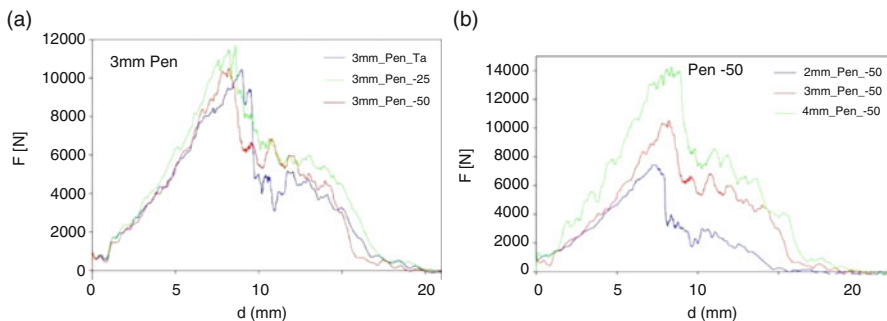 (a)
3mm Pen
3mm_Pen_Ta
3mm_Pen_-25
3mm_Pen_-50
F [N]
12000
10000
8000
6000
4000
2000
0
0 5 10 15 20
d (mm)
(b)
Pen -50
2mm_Pen_-50
3mm_Pen_-50
4mm_Pen_-50
F [N]
14000
12000
10000
8000
6000
4000
2000
0
0 5 10 15 20
d (mm)